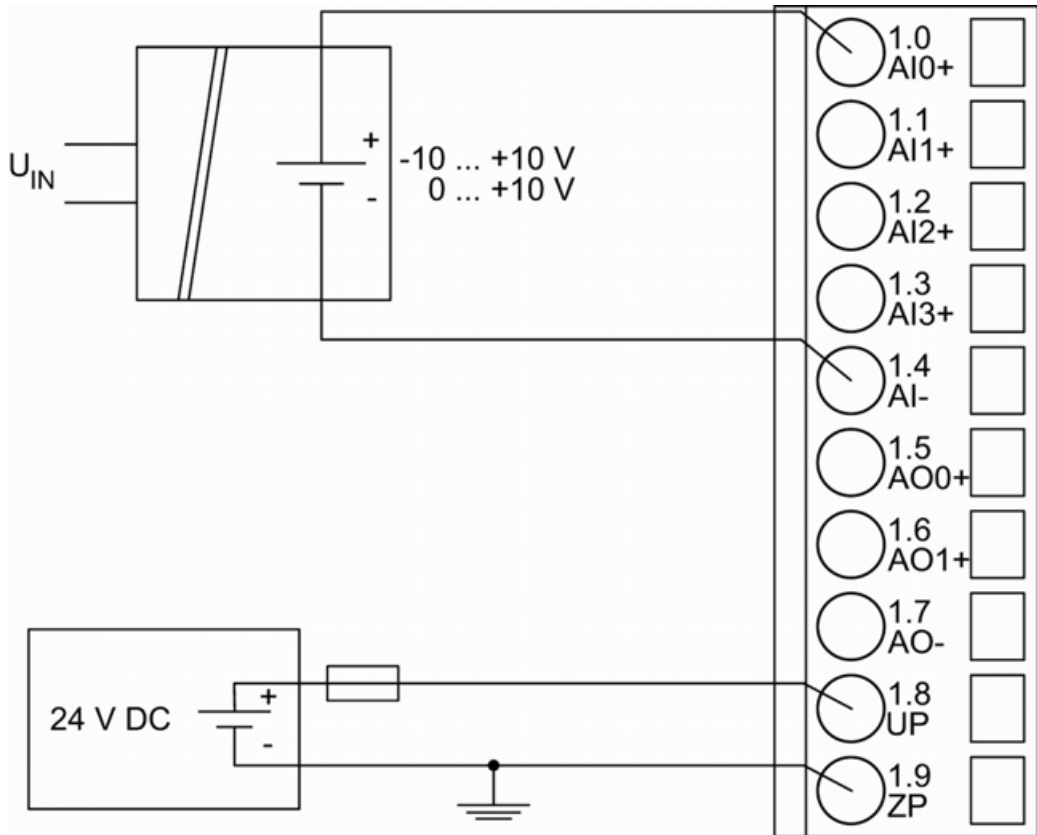 1.0
AI0+
1.1
AI1+
+
-10 ... +10 V
UIN
0 ... +10 V
-
1.2
AI2+
1.3
AI3+
1.4
AI-
1.5
AO0+
1.6
AO1+
1.7
AO-
24 V DC
+
-
1.8
UP
1.9
ZP